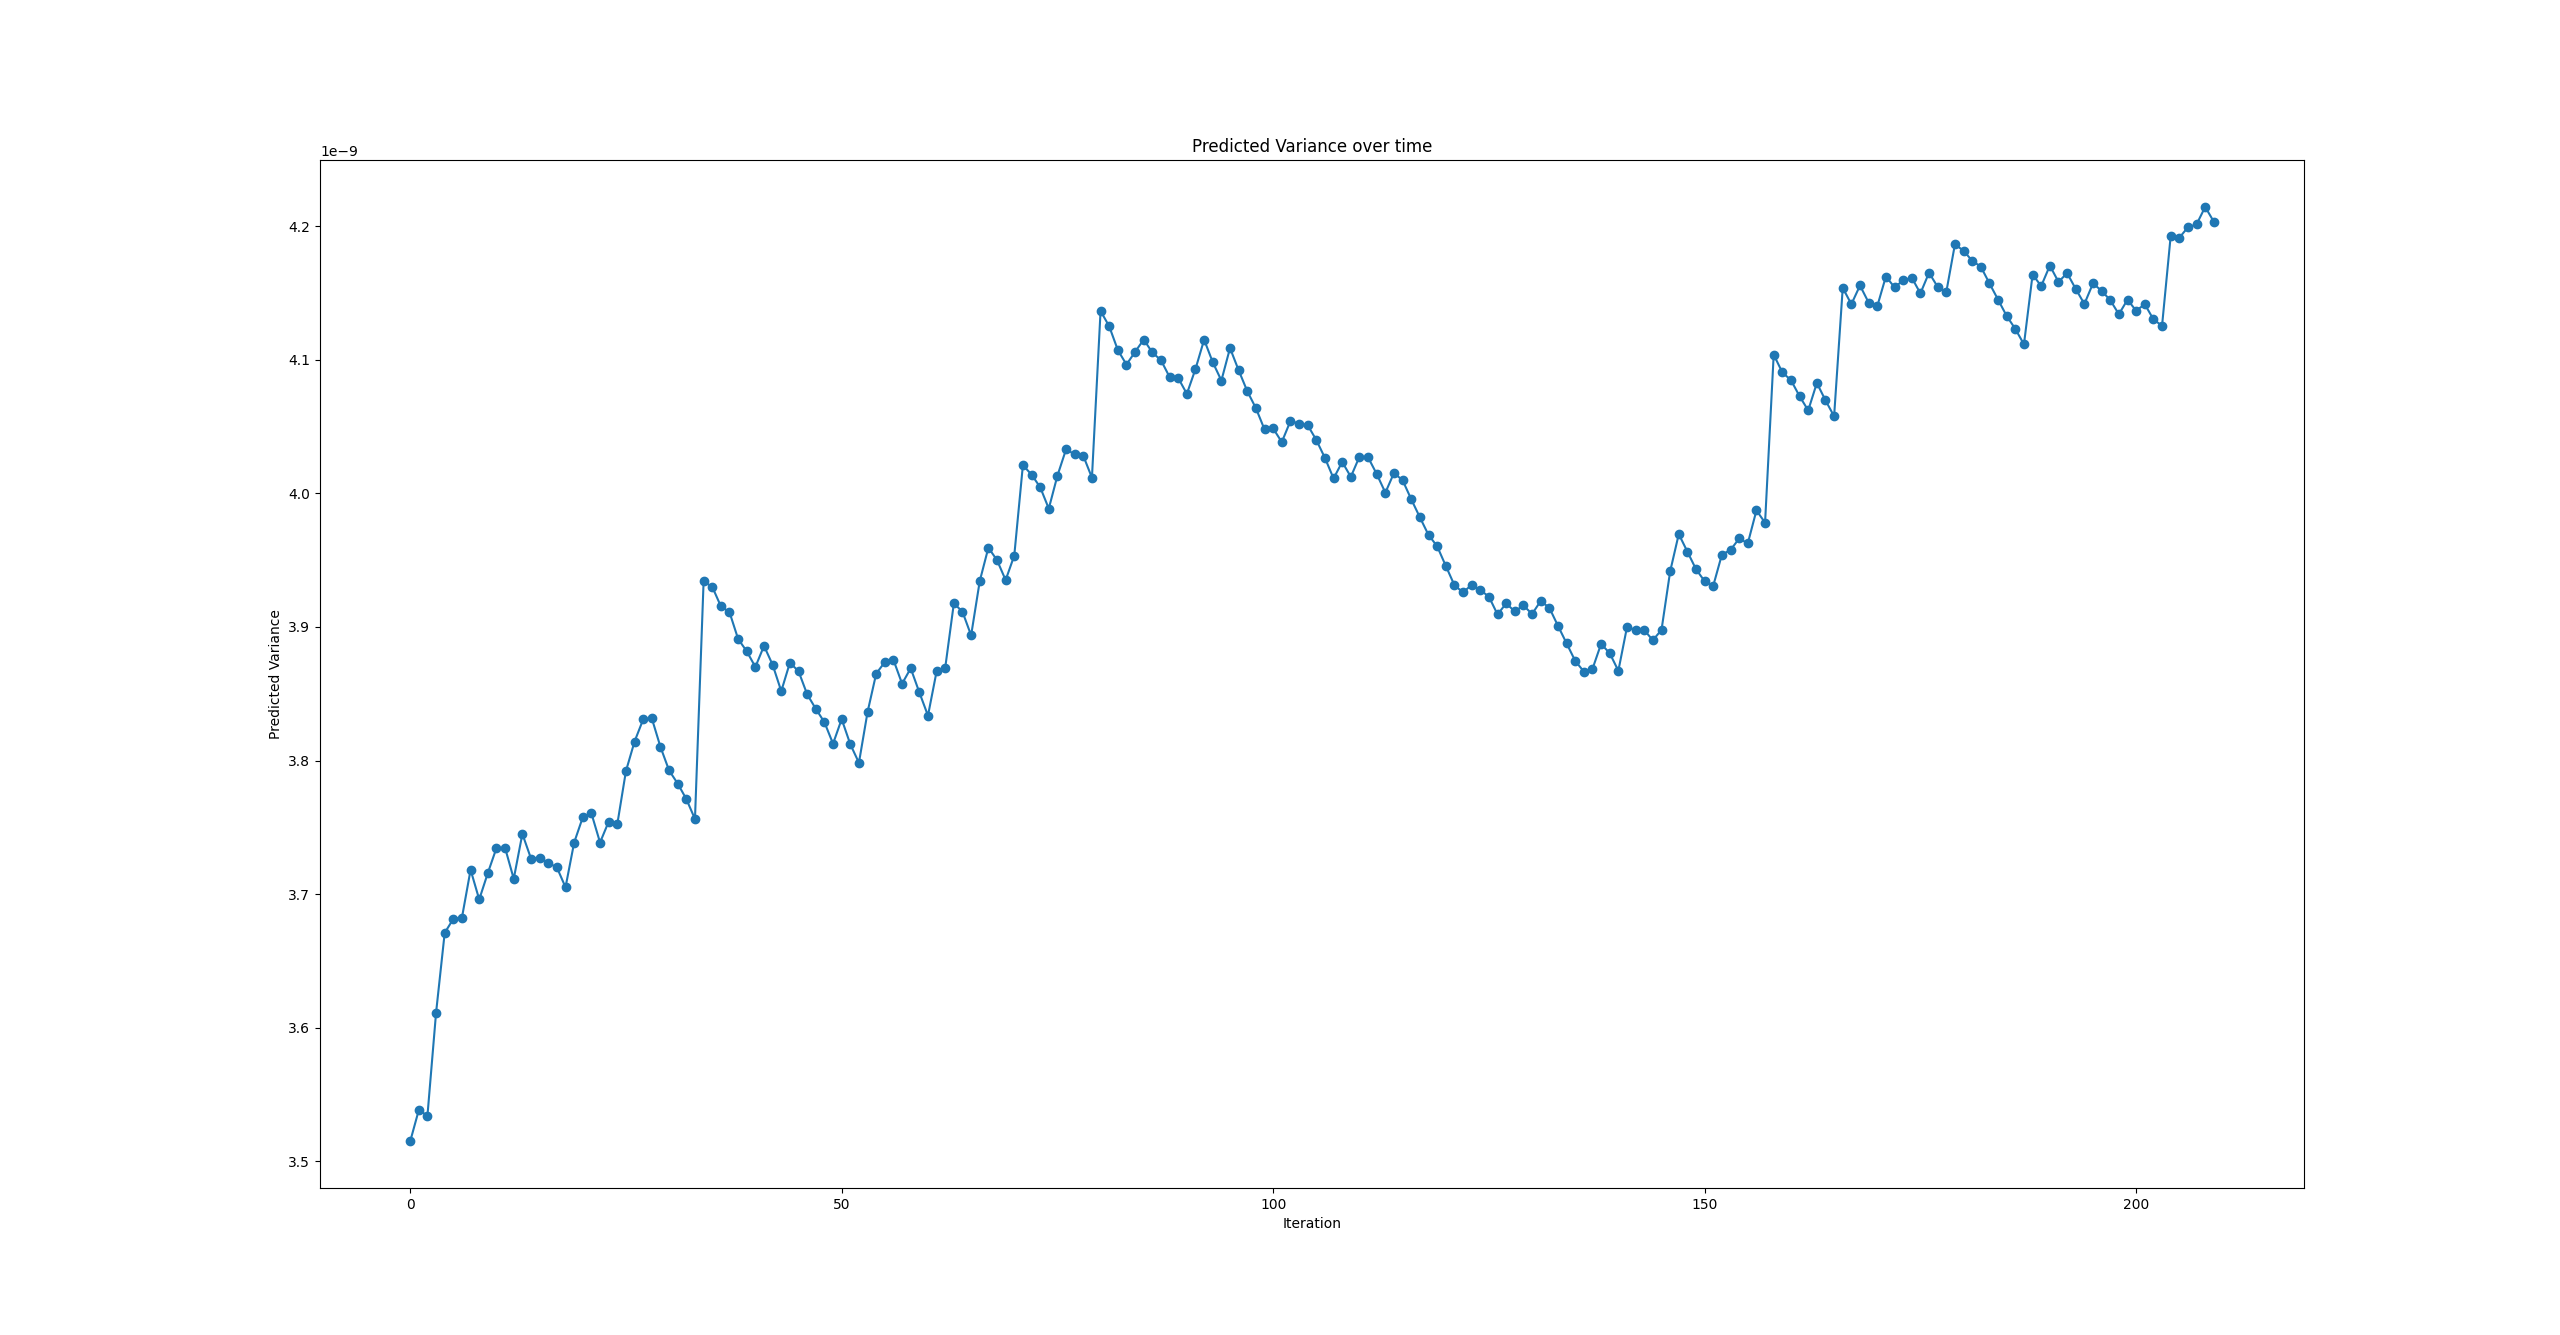 Predicted Variance over time
1e−9
4.2
4.1
4.0
3.9
3.8
3.7
3.6
3.5
Predicted Variance
0 50 100 150 200
Iteration